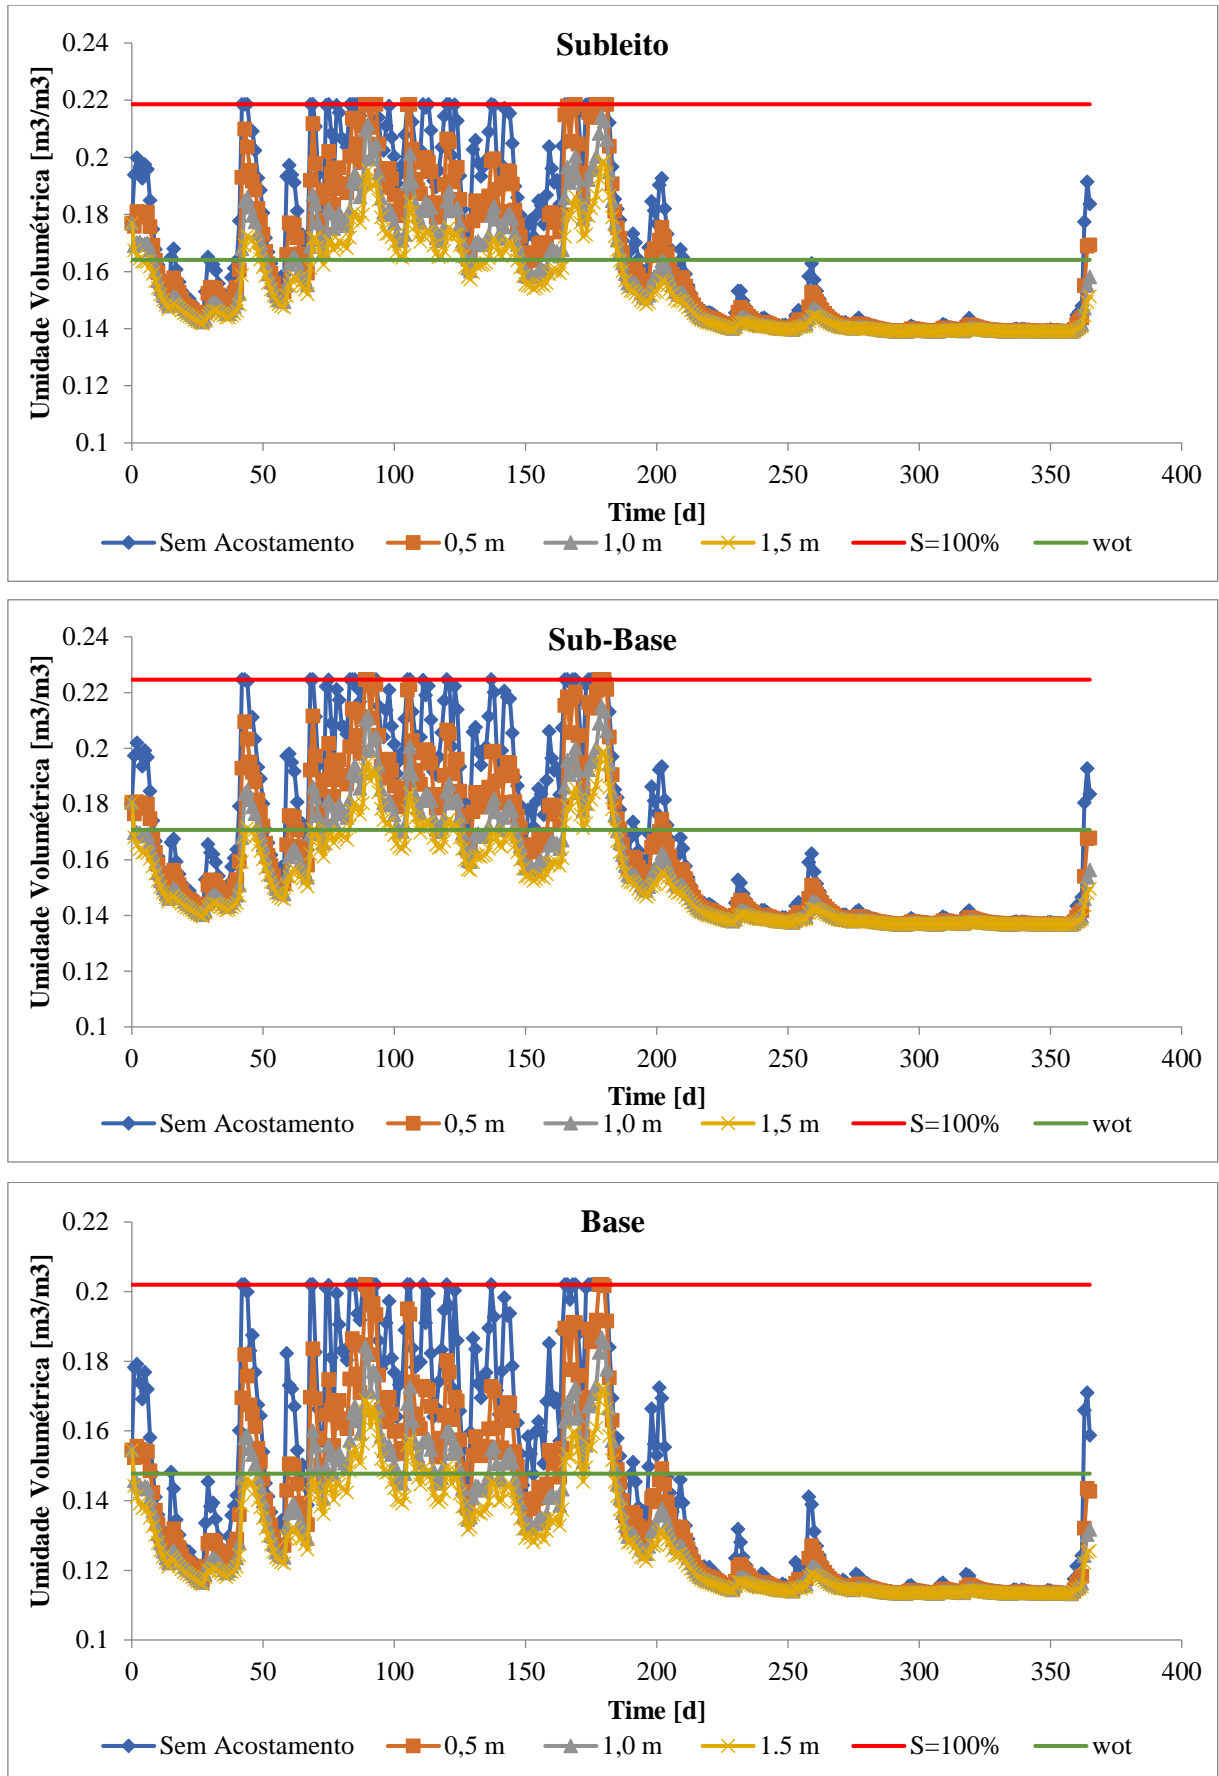 Subleito
Umidade Volumétrica [m3/m3]
0.24
0.22
0.2
0.18
0.16
0.14
0.12
0.1
0 50 100 150 200 250 300 350 400
Time [d]
Sem Acostamento 0,5 m 1,0 m 1,5 m S=100% wot
Sub-Base
Umidade Volumétrica [m3/m3]
0.24
0.22
0.2
0.18
0.16
0.14
0.12
0.1
0 50 100 150 200 250 300 350 400
Time [d]
Sem Acostamento 0,5 m 1,0 m 1,5 m S=100% wot
Base
Umidade Volumétrica [m3/m3]
0.22
0.2
0.18
0.16
0.14
0.12
0.1
0 50 100 150 200 250 300 350 400
Time [d]
Sem Acostamento 0,5 m 1,0 m 1.5 m S=100% wot